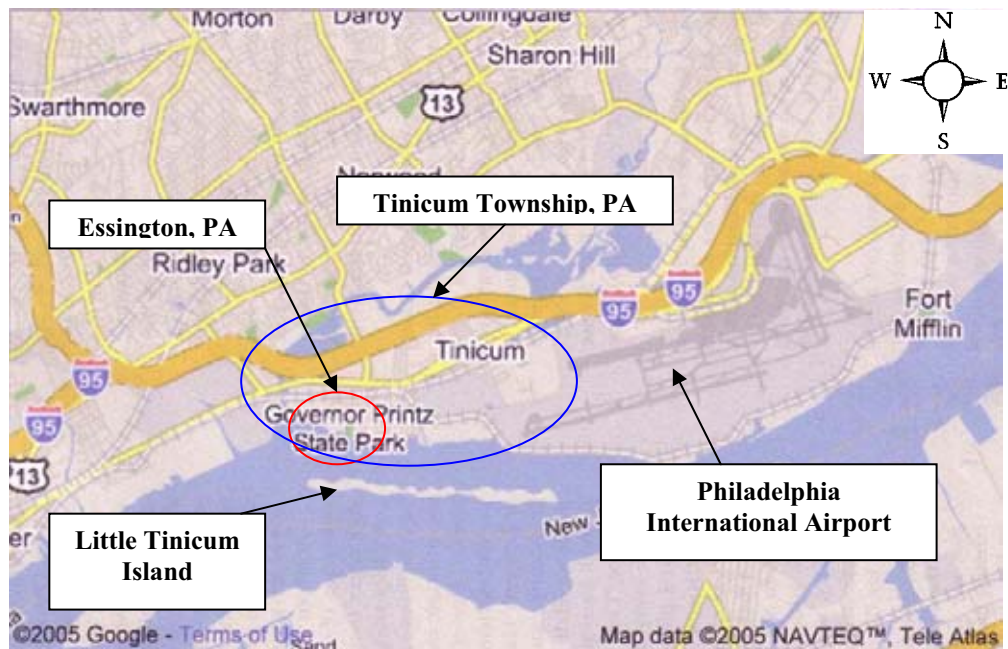 Morton
Darby
Collingdale
Sharon Hill
N
W
E
S
Swarthmore
13
Norwood
Essington, PA
Tinicum Township, PA
Ridley Park
95
95
Fort
Mifflin
Tinicum
95
95
Governor Printz
State Park
13
Little Tinicum
Island
New
Philadelphia
International Airport
©2005 Google - Terms of Use
Map data ©2005 NAVTEQ™, Tele Atlas